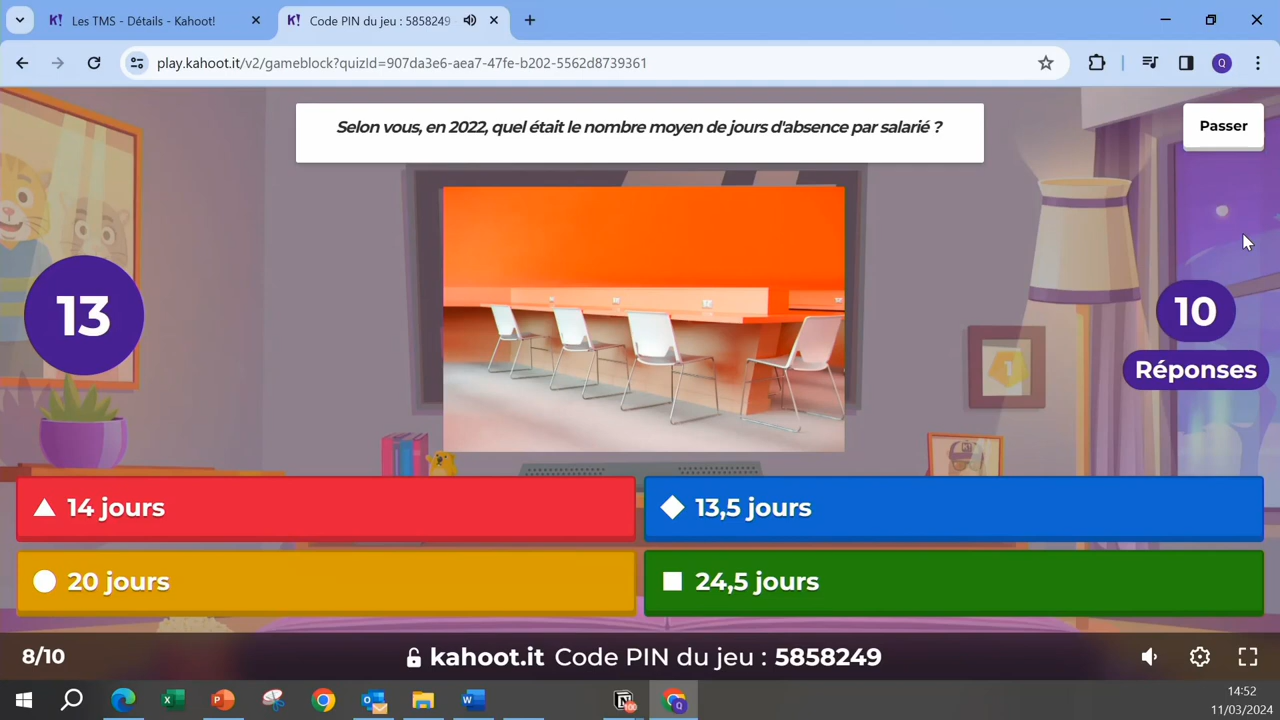 K! Les TMS - Détails - Kahoot!
K! Code PIN du jeu : 5858249
play.kahoot.it/v2/gameblock?quizId=907da3e6-aea7-47fe-b202-5562d8739361
Q
Selon vous, en 2022, quel était le nombre moyen de jours d'absence par salarié ?
Passer
13
10
Réponses
1
14 jours
13,5 jours
20 jours
24,5 jours
8/10
kahoot.it Code PIN du jeu : 5858249
14:52
11/03/2024